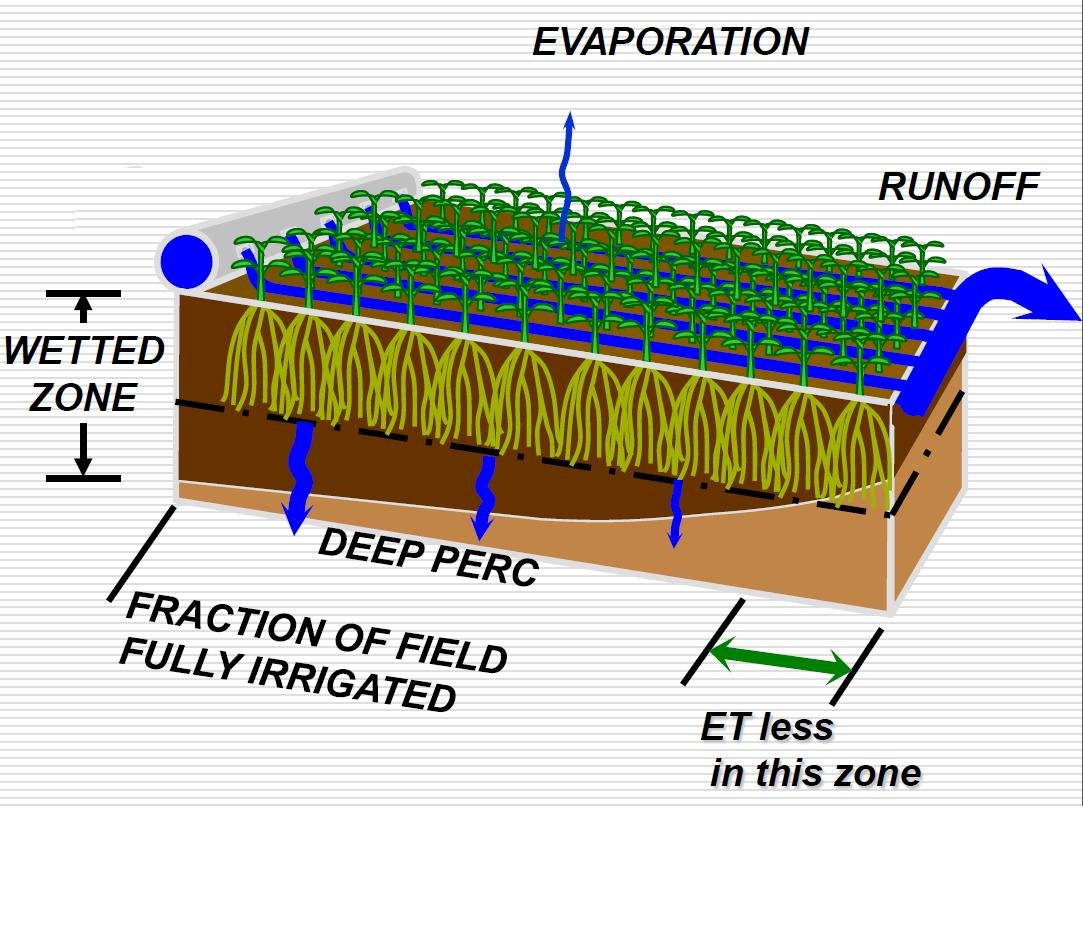 EVAPORATION
RUNOFF
WETTED
ZONE
DEEP PERC
FRACTION OF FIELD
FULLY IRRIGATED
ET less
in this zone